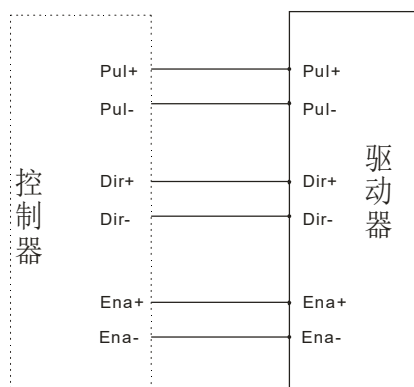 Pul+ Pul+
Pul- Pul-
控制器
驱动器
Dir+ Dir+
Dir- Dir-
Ena+ Ena+
Ena- Ena-